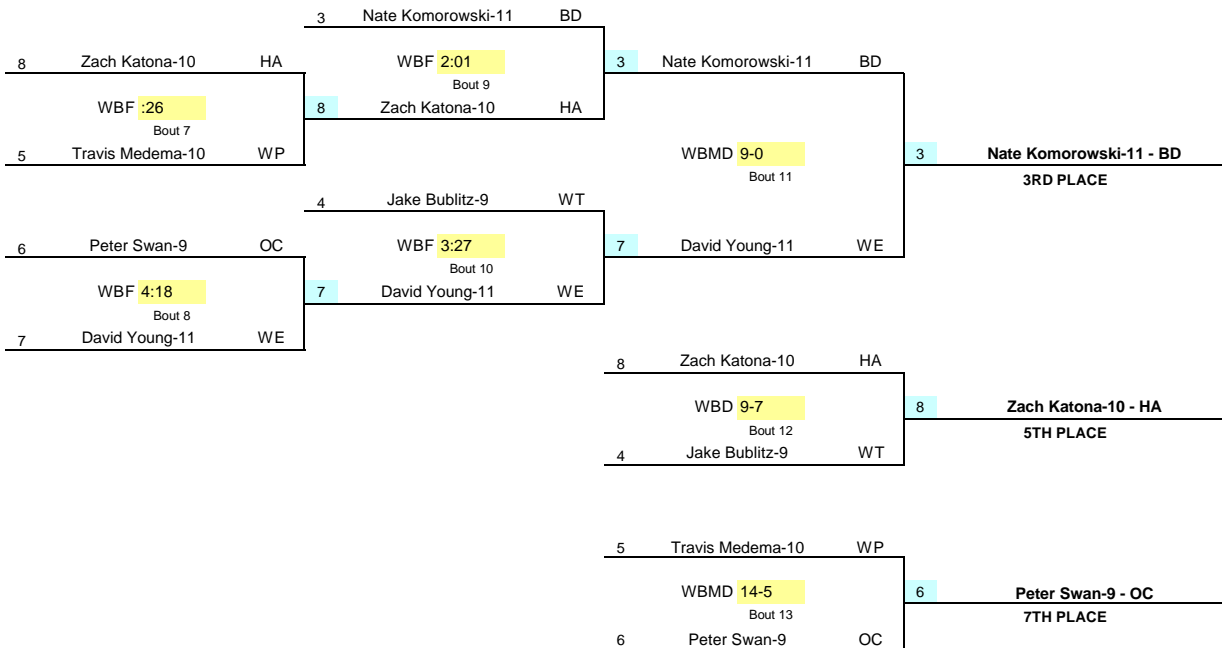 3 Nate Komorowski-11 BD
8 Zach Katona-10 HA
WBF 2:01
3 Nate Komorowski-11 BD
Bout 9
WBF :26
8 Zach Katona-10 HA
Bout 7
5 Travis Medema-10 WP
WBMD 9-0
3 Nate Komorowski-11 - BD
Bout 11
3RD PLACE
4 Jake Bublitz-9 WT
6 Peter Swan-9 OC
WBF 3:27
7 David Young-11 WE
Bout 10
WBF 4:18
7 David Young-11 WE
Bout 8
7 David Young-11 WE
8 Zach Katona-10 HA
WBD 9-7
8 Zach Katona-10 - HA
Bout 12
5TH PLACE
4 Jake Bublitz-9 WT
5 Travis Medema-10 WP
WBMD 14-5
6 Peter Swan-9 - OC
Bout 13
7TH PLACE
6 Peter Swan-9 OC